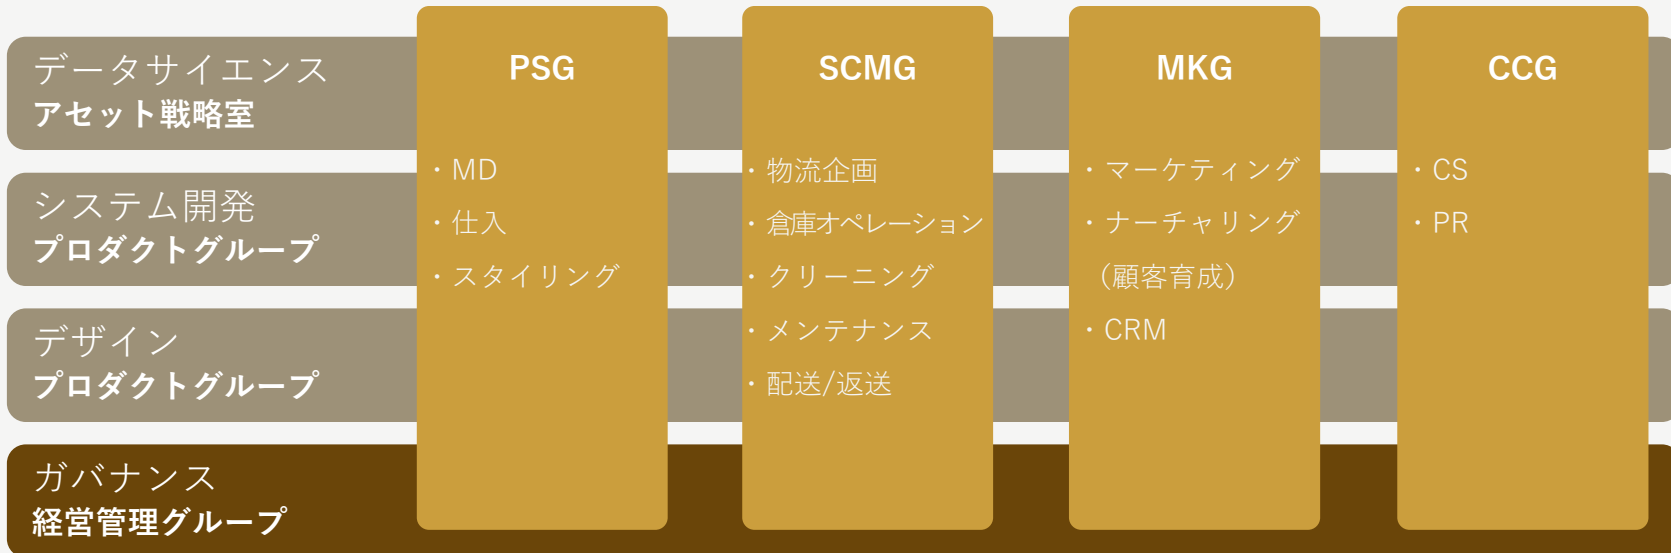 データサイエンス
アセット戦略室
システム開発
プロダクトグループ
デザイン
プロダクトグループ
ガバナンス
経営管理グループ
PSG
・MD
・仕入
・スタイリング
SCMG
・物流企画
・倉庫オペレーション
・クリーニング
・メンテナンス
・配送/返送
MKG
・マーケティング
・ナーチャリング
（顧客育成）
・CRM
CCG
・CS
・PR